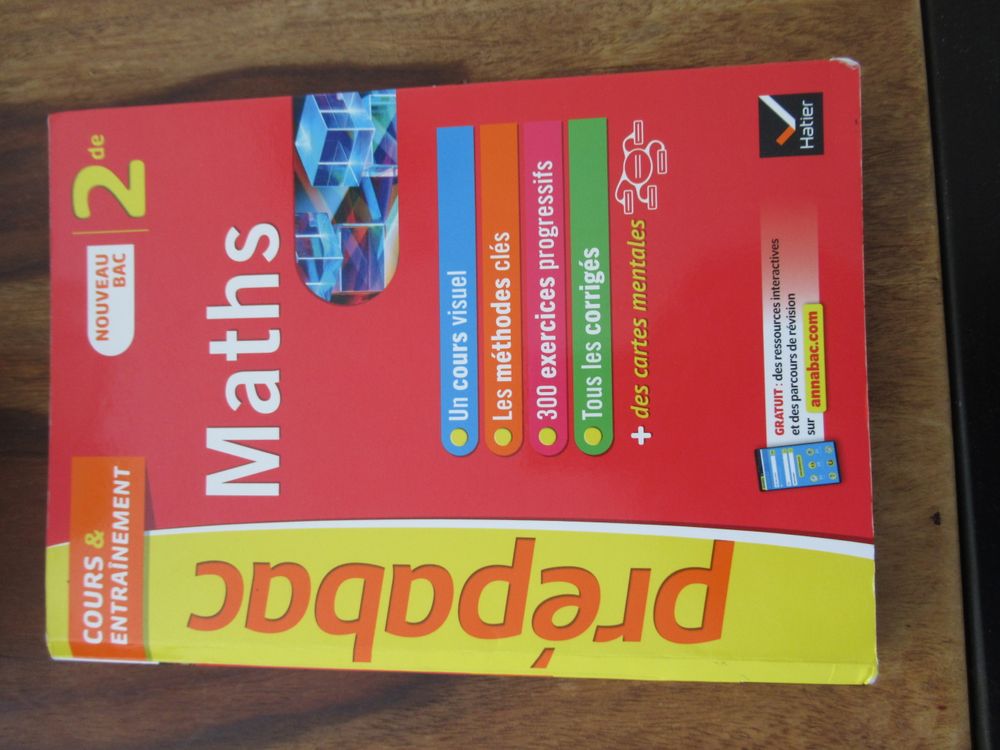 COURS &
ENTRAÎNEMENT
NOUVEAU
BAC
2de
Maths
prépabac
Un cours visuel
Les méthodes clés
300 exercices progressifs
Tous les corrigés
+ des cartes mentales
GRATUIT : des ressources interactives
et des parcours de révision
sur annabac.com
Hatier